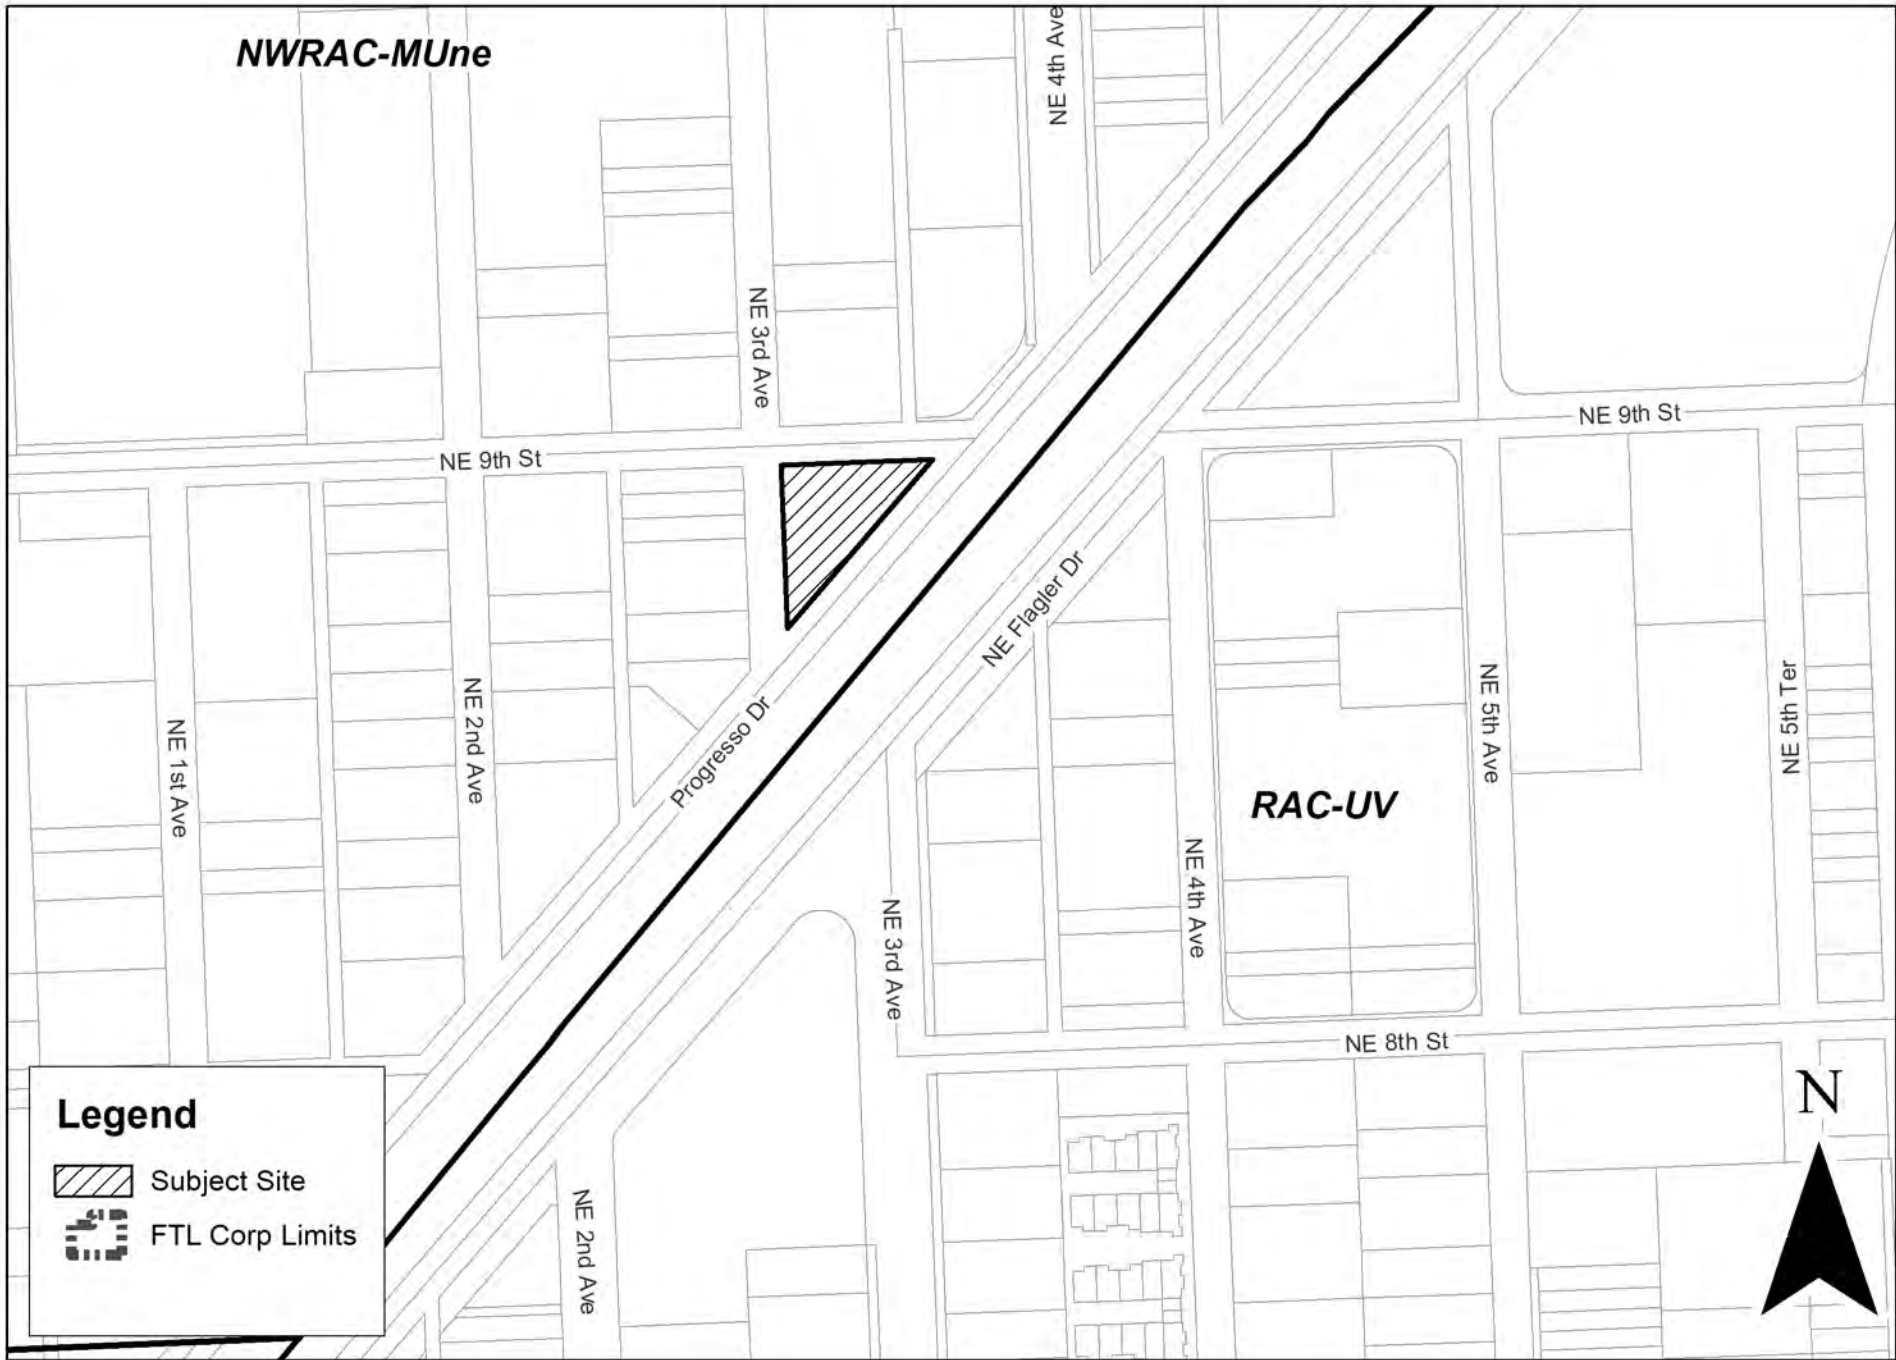 NWRAC-MUne
NE 4th Ave
NE 3rd Ave
NE 9th St
NE 9th St
NE Flagler Dr
Progresso Dr
NE 1st Ave
NE 2nd Ave
NE 5th Ave
NE 5th Ter
RAC-UV
NE 4th Ave
NE 3rd Ave
NE 8th St
NE 2nd Ave
N
Legend
Subject Site
FTL Corp Limits